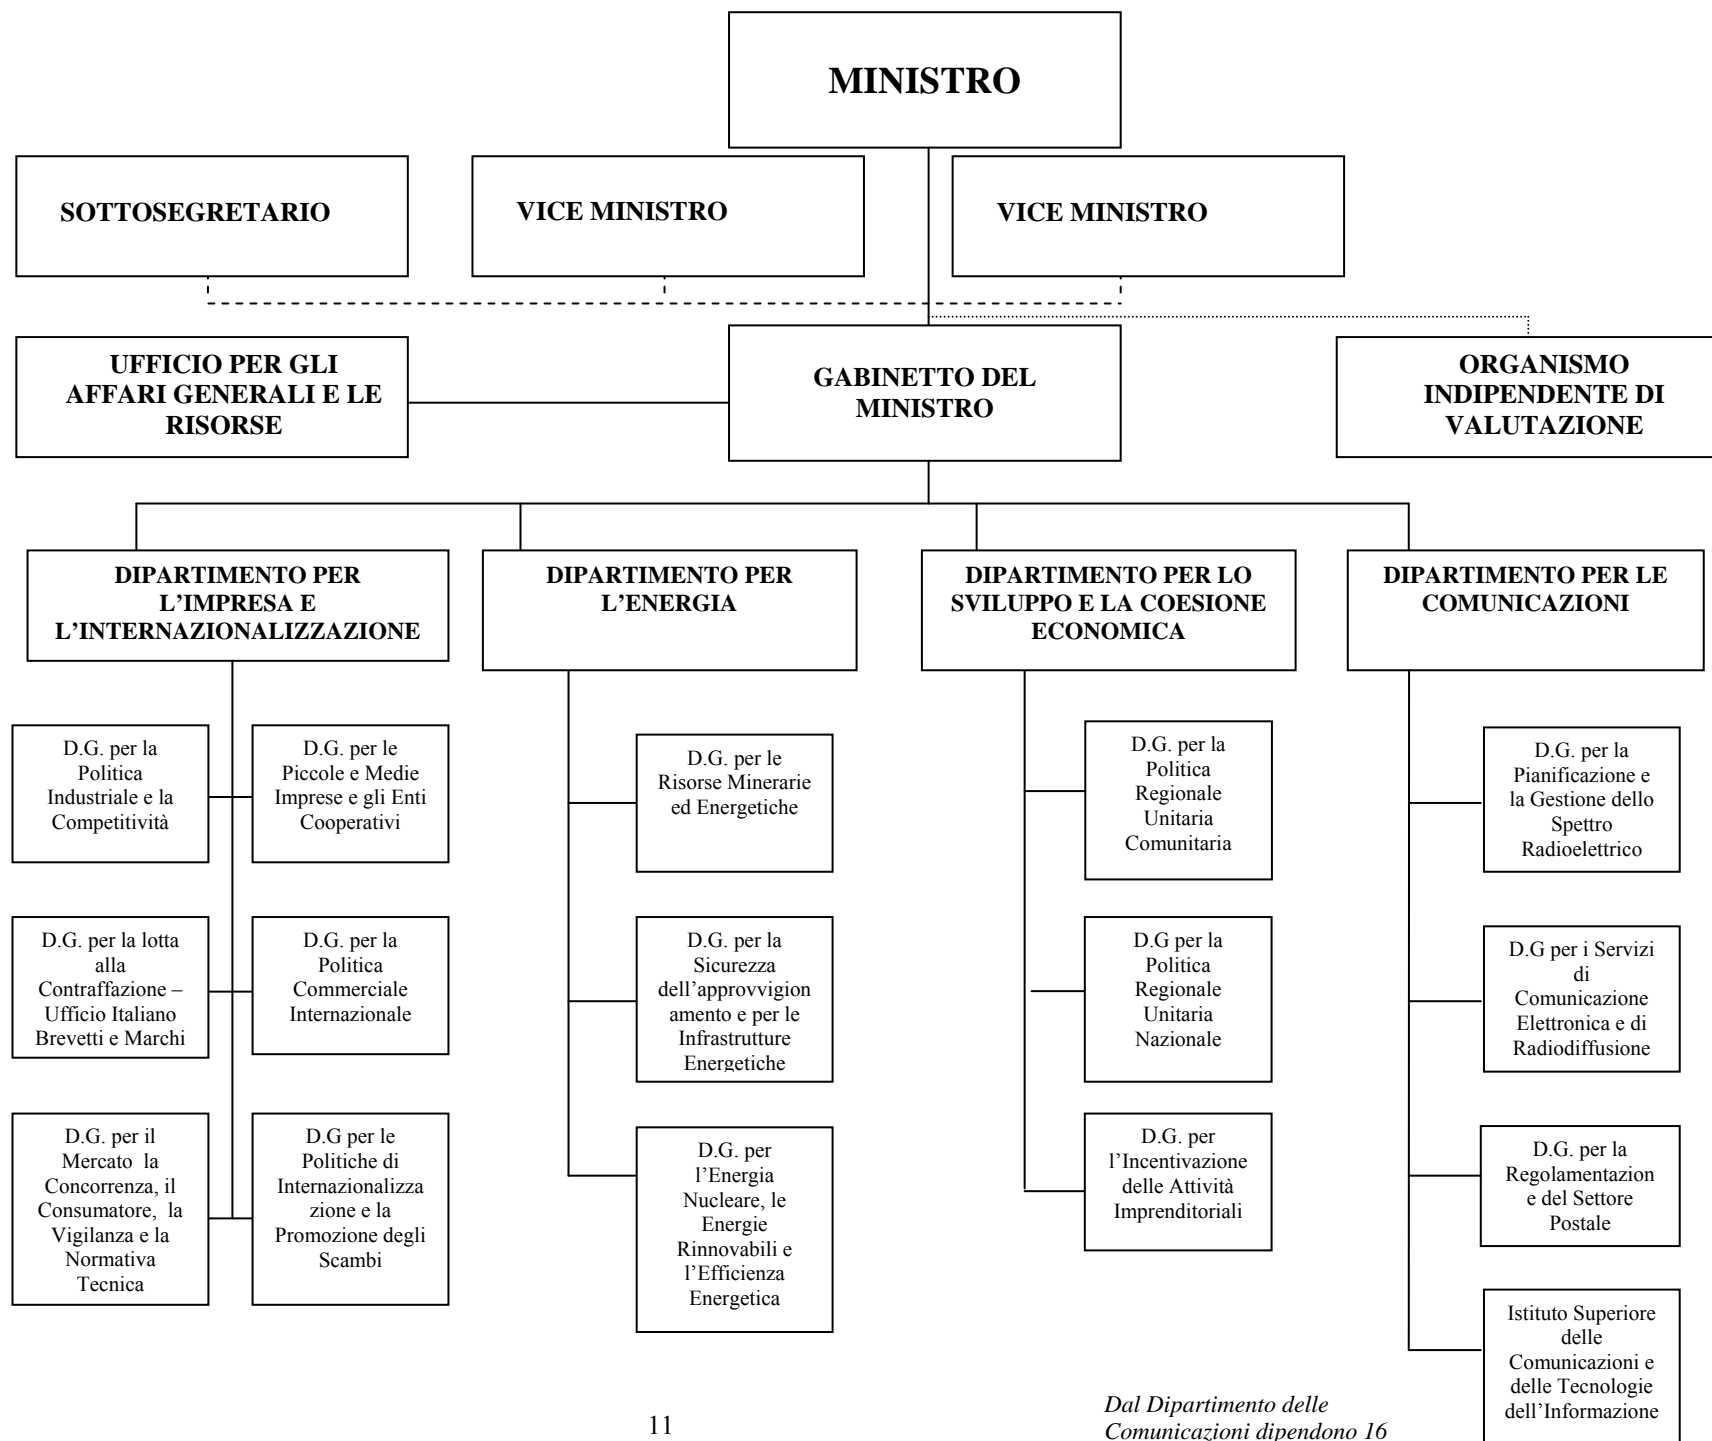 MINISTRO
SOTTOSEGRETARIO
VICE MINISTRO
VICE MINISTRO
UFFICIO PER GLI
AFFARI GENERALI E LE
RISORSE
GABINETTO DEL
MINISTRO
ORGANISMO
INDIPENDENTE DI
VALUTAZIONE
DIPARTIMENTO PER
L’IMPRESA E
L’INTERNAZIONALIZZAZIONE
DIPARTIMENTO PER
L’ENERGIA
DIPARTIMENTO PER LO
SVILUPPO E LA COESIONE
ECONOMICA
DIPARTIMENTO PER LE
COMUNICAZIONI
D.G. per la
Politica
Industriale e la
Competitività
D.G. per le
Piccole e Medie
Imprese e gli Enti
Cooperativi
D.G. per le
Risorse Minerarie
ed Energetiche
D.G. per la
Politica
Regionale
Unitaria
Comunitaria
D.G. per la
Pianificazione e
la Gestione dello
Spettro
Radioelettrico
D.G. per la lotta
alla
Contraffazione –
Ufficio Italiano
Brevetti e Marchi
D.G. per la
Politica
Commerciale
Internazionale
D.G. per la
Sicurezza
dell’approvvigion
amento e per le
Infrastrutture
Energetiche
D.G per la
Politica
Regionale
Unitaria
Nazionale
D.G per i Servizi
di
Comunicazione
Elettronica e di
Radiodiffusione
D.G. per il
Mercato la
Concorrenza, il
Consumatore, la
Vigilanza e la
Normativa
Tecnica
D.G per le
Politiche di
Internazionalizza
zione e la
Promozione degli
Scambi
D.G. per
l’Energia
Nucleare, le
Energie
Rinnovabili e
l’Efficienza
Energetica
D.G. per
l’Incentivazione
delle Attività
Imprenditoriali
D.G. per la
Regolamentazion
e del Settore
Postale
Istituto Superiore
delle
Comunicazioni e
delle Tecnologie
dell’Informazione
11
Dal Dipartimento delle
Comunicazioni dipendono 16